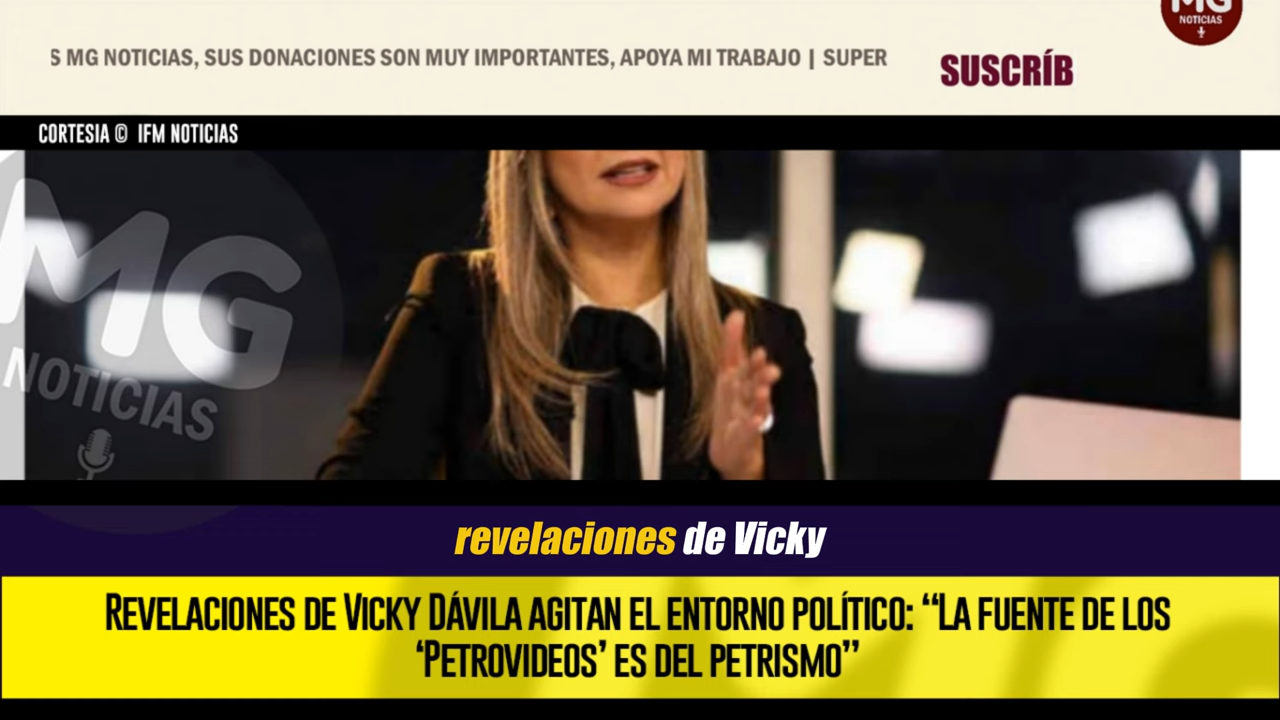 MG
NOTICIAS
S MG NOTICIAS, SUS DONACIONES SON MUY IMPORTANTES, APOYA MI TRABAJO | SUPER
SUSCRÍB
CORTESIA © IFM NOTICIAS
MG
NOTICIAS
revelaciones de Vicky
REVELACIONES DE VICKY DÁVILA AGITAN EL ENTORNO POLÍTICO: “LA FUENTE DE LOS
‘PETROVIDEOS’ ES DEL PETRISMO”